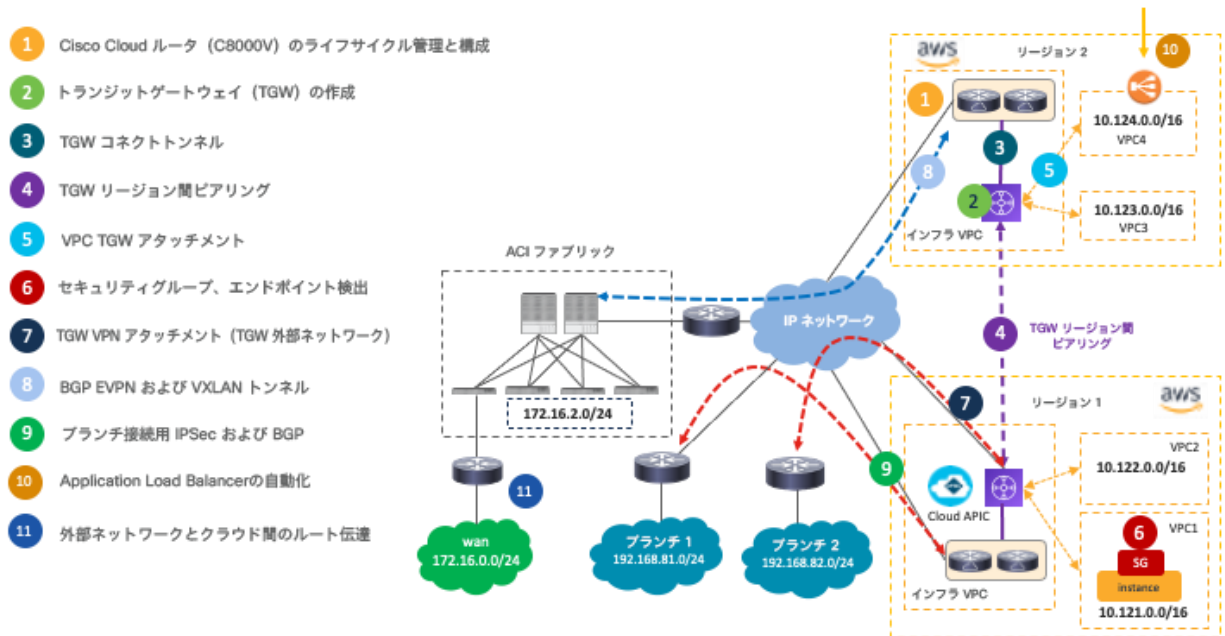 1 Cisco Cloud ルータ（C8000V）のライフサイクル管理と構成
2 トランジットゲートウェイ（TGW）の作成
3 TGW コネクトトンネル
4 TGW リージョン間ピアリング
5 VPC TGW アタッチメント
6 セキュリティグループ、エンドポイント検出
7 TGW VPN アタッチメント（TGW 外部ネットワーク）
8 BGP EVPN および VXLAN トンネル
9 ブランチ接続用 IPSec および BGP
10 Application Load Balancerの自動化
11 外部ネットワークとクラウド間のルート伝達
ACI ファブリック
172.16.2.0/24
11
wan
172.16.0.0/24
ブランチ 1
192.168.81.0/24
ブランチ 2
192.168.82.0/24
IP ネットワーク
8
9
7
aws
リージョン 2
10
1
3
2
5
インフラ VPC
10.124.0.0/16
VPC4
10.123.0.0/16
VPC3
4
TGW リージョン間
ピアリング
リージョン 1
aws
Cloud APIC
インフラ VPC
VPC2
10.122.0.0/16
VPC1
6
SG
instance
10.121.0.0/16